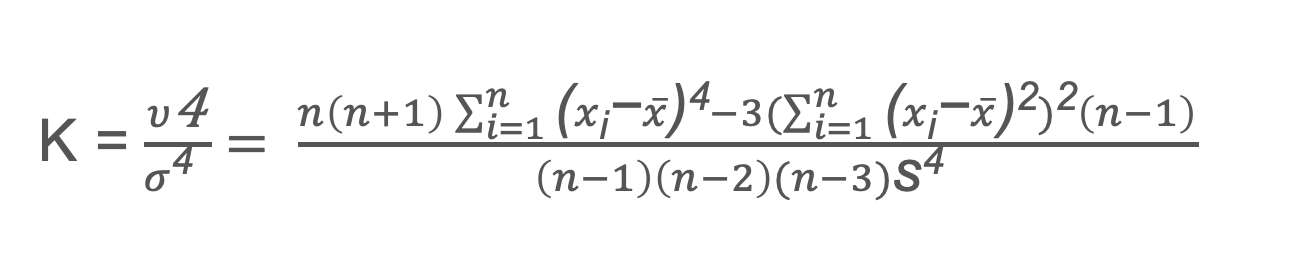 K = υ4/σ⁴ = n(n+1) ∑ⁿᵢ₌₁ (xᵢ−x̄)⁴−3(∑ⁿᵢ₌₁ (xᵢ−x̄)²)²(n−1) / (n−1)(n−2)(n−3)S⁴